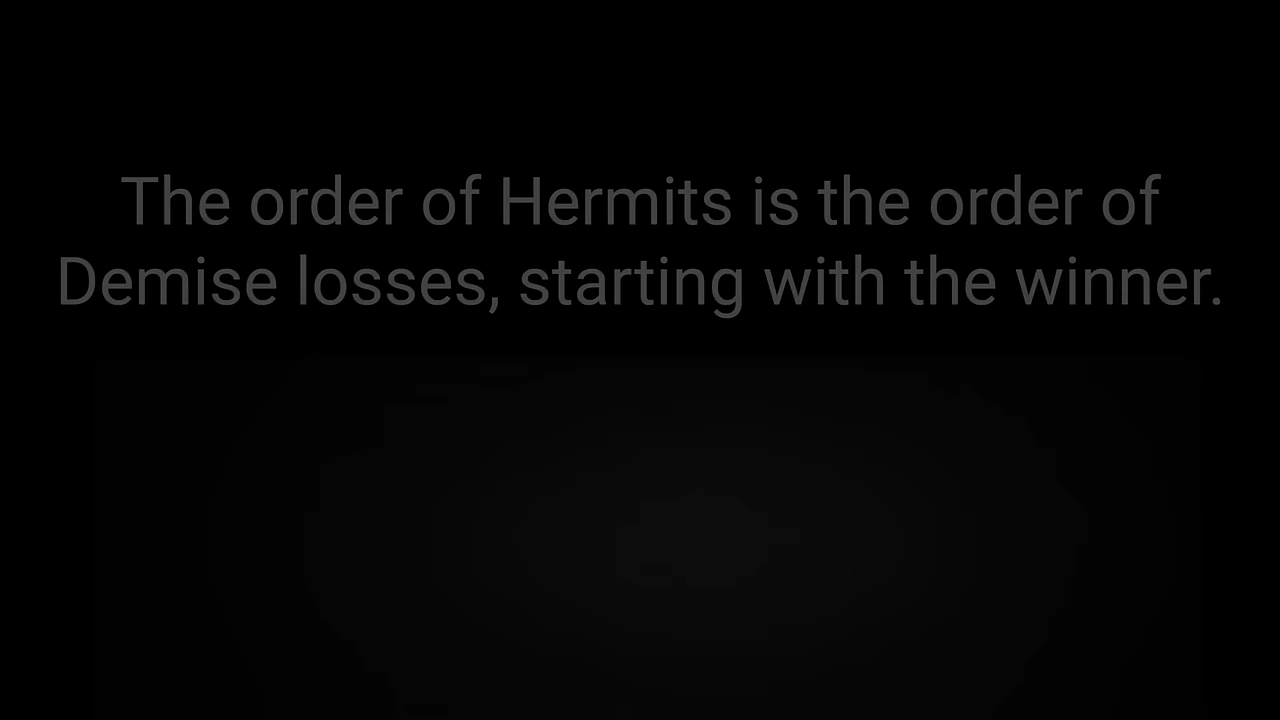 The order of Hermits is the order of
Demise losses, starting with the winner.